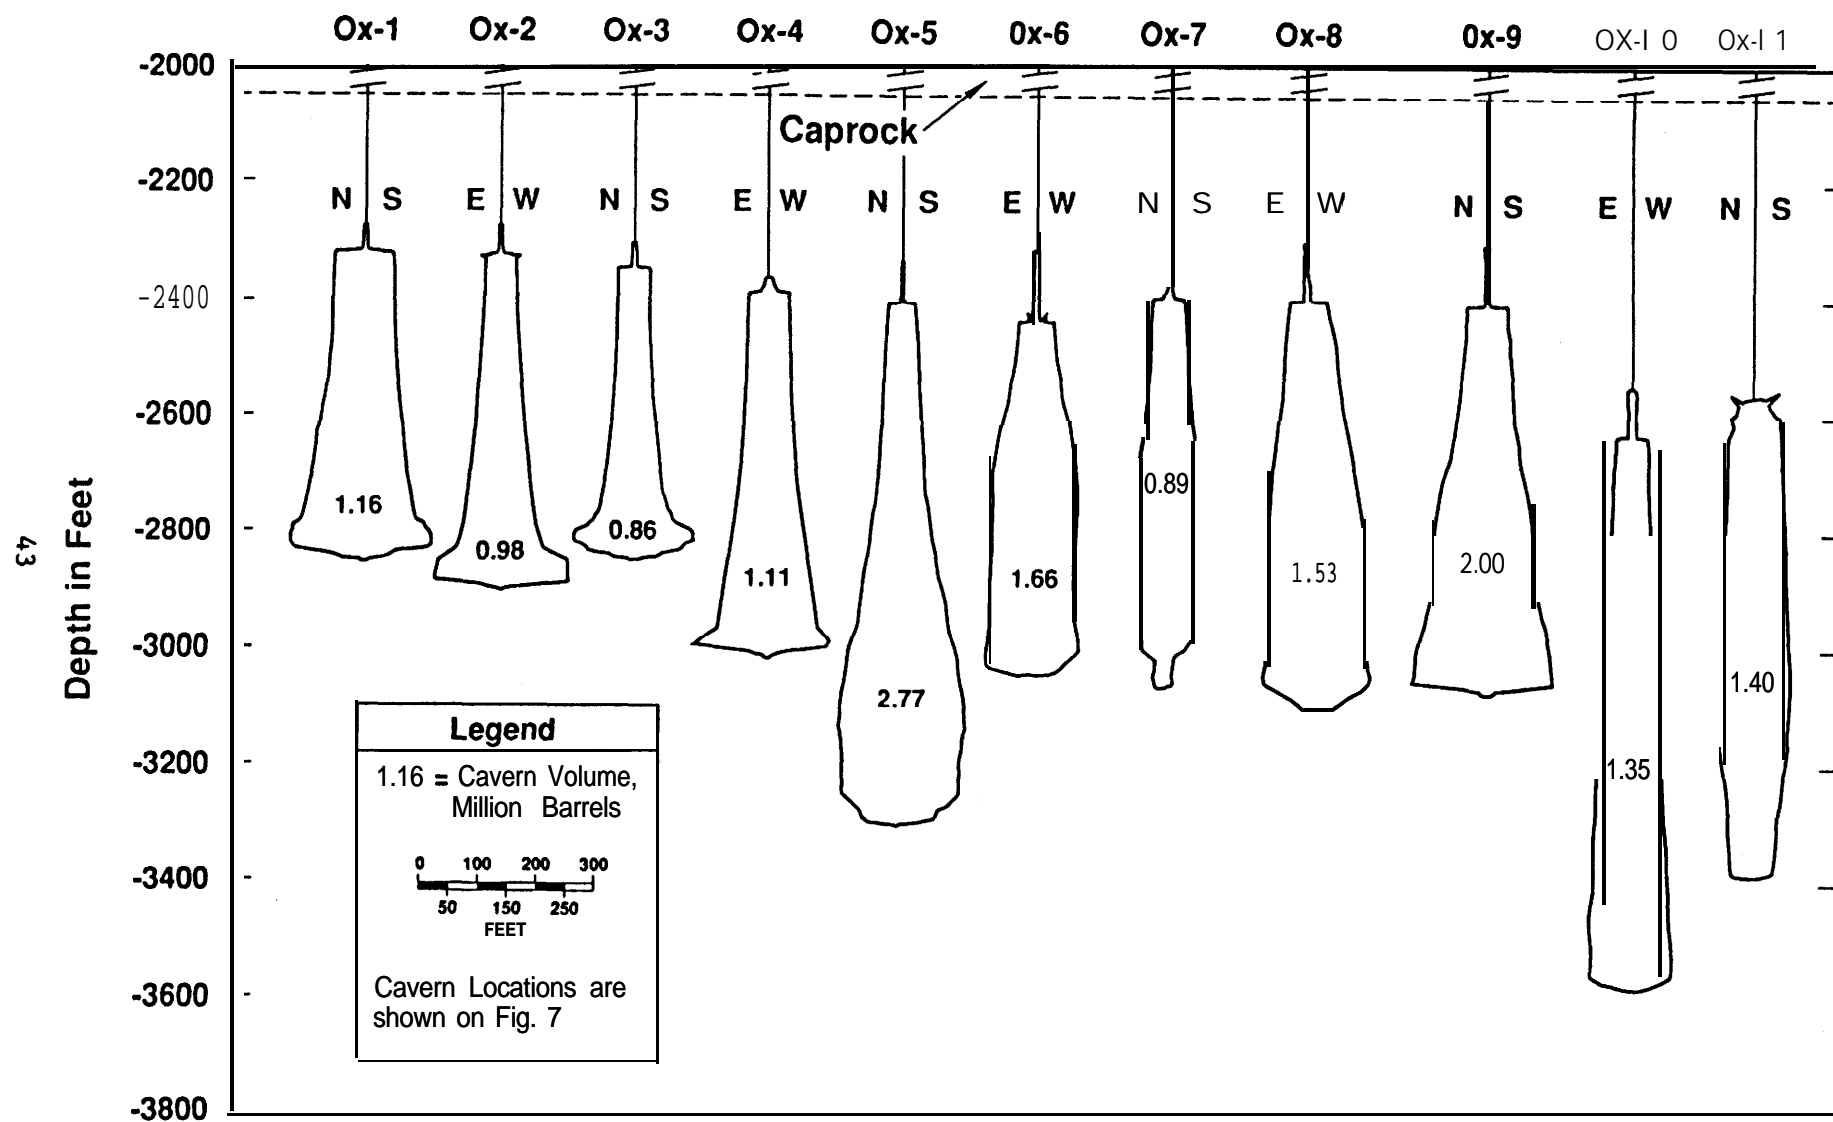 Ox-1 Ox-2 Ox-3 Ox-4 Ox-5 0x-6 Ox-7 Ox-8 0x-9 OX-I 0 Ox-I 1
-2000
Caprock
-2200
N S E W N S E W N S E W N S E W N S E W N S
-2400
-2600
-2800
-3000
-3200
-3400
-3600
-3800
Depth in Feet
43
1.16
0.98
0.86
1.11
2.77
1.66
0.89
1.53
2.00
1.35
1.40
Legend
1.16 = Cavern Volume,
Million Barrels
0 100 200 300
50 150 250
FEET
Cavern Locations are
shown on Fig. 7